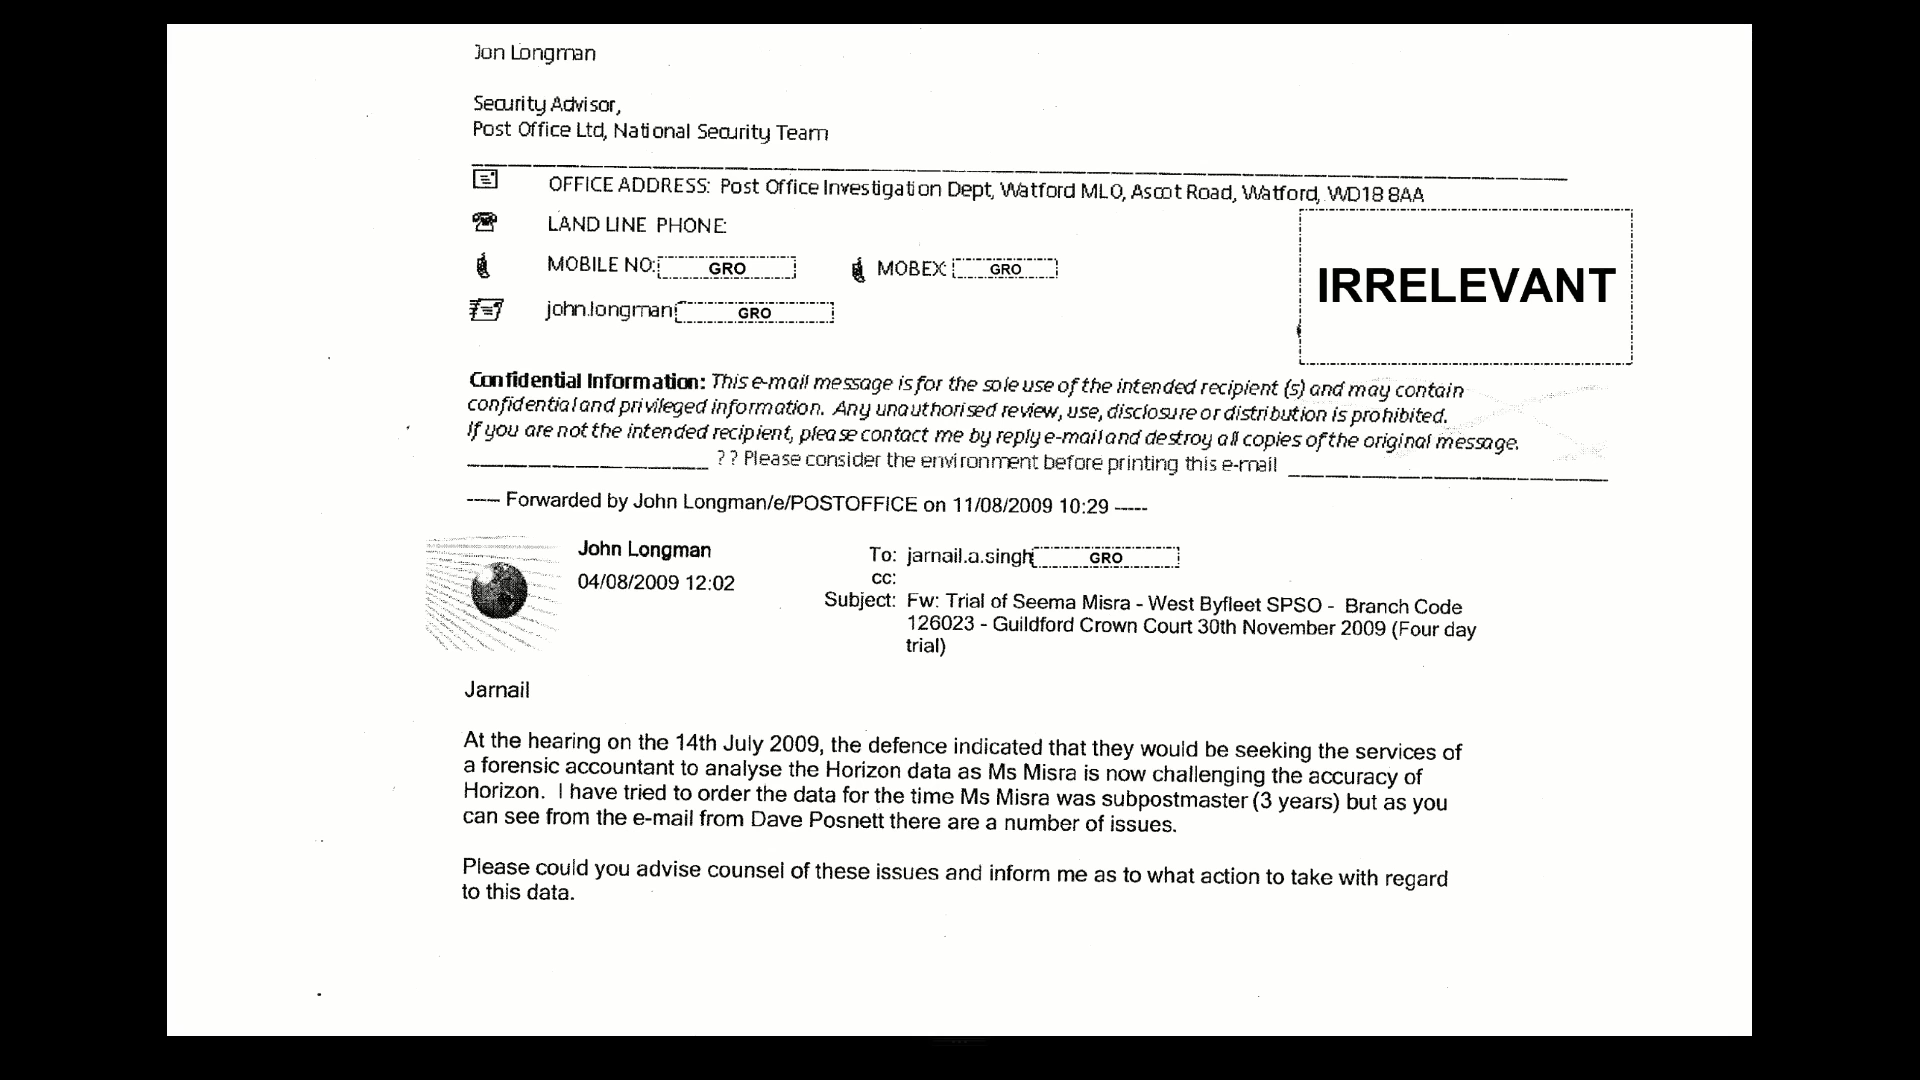 Jon Longman
Security Advisor,
Post Office Ltd, National Security Team
OFFICE ADDRESS: Post Office Investigation Dept, Watford MLO, Ascot Road, Watford, WD18 8AA
LAND LINE PHONE:
MOBILE NO: GRO MOBEX: GRO
john.longman GRO
IRRELEVANT
Confidential Information: This e-mail message is for the sole use of the intended recipient (s) and may contain
confidential and privileged information. Any unauthorised review, use, disclosure or distribution is prohibited.
If you are not the intended recipient, please contact me by reply e-mail and destroy all copies of the original message.
____________________ ? ? Please consider the environment before printing this e-mail ____________________
----- Forwarded by John Longman/e/POSTOFFICE on 11/08/2009 10:29 -----
John Longman
04/08/2009 12:02
To: jarnail.a.singh GRO
cc:
Subject: Fw: Trial of Seema Misra - West Byfleet SPSO - Branch Code
126023 - Guildford Crown Court 30th November 2009 (Four day
trial)
Jarnail
At the hearing on the 14th July 2009, the defence indicated that they would be seeking the services of
a forensic accountant to analyse the Horizon data as Ms Misra is now challenging the accuracy of
Horizon. I have tried to order the data for the time Ms Misra was subpostmaster (3 years) but as you
can see from the e-mail from Dave Posnett there are a number of issues.
Please could you advise counsel of these issues and inform me as to what action to take with regard
to this data.